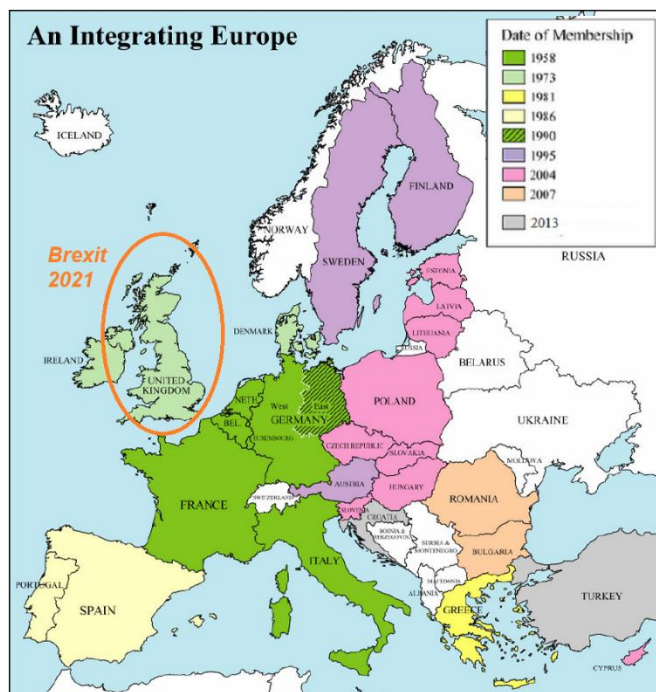 An Integrating Europe
Date of Membership
1958
1973
1981
1986
1990
1995
2004
2007
2013
ICELAND
FINLAND
NORWAY
SWEDEN
RUSSIA
Brexit
2021
ESTONIA
LATVIA
LITHUANIA
RUSSIA
DENMARK
IRELAND
UNITED
KINGDOM
BELARUS
NETH
BEL.
LUXEMBOURG
West
East
GERMANY
POLAND
UKRAINE
CZECH REPUBLIC
SLOVAKIA
MOLDOVA
FRANCE
SWITZERLAND
AUSTRIA
HUNGARY
SLOVENIA
CROATIA
ROMANIA
BOSNIA &
HERZEGOVINA
SERBIA &
MONTENEGRO
ITALY
BULGARIA
MACEDONIA
ALBANIA
PORTUGAL
SPAIN
GREECE
TURKEY
CYPRUS